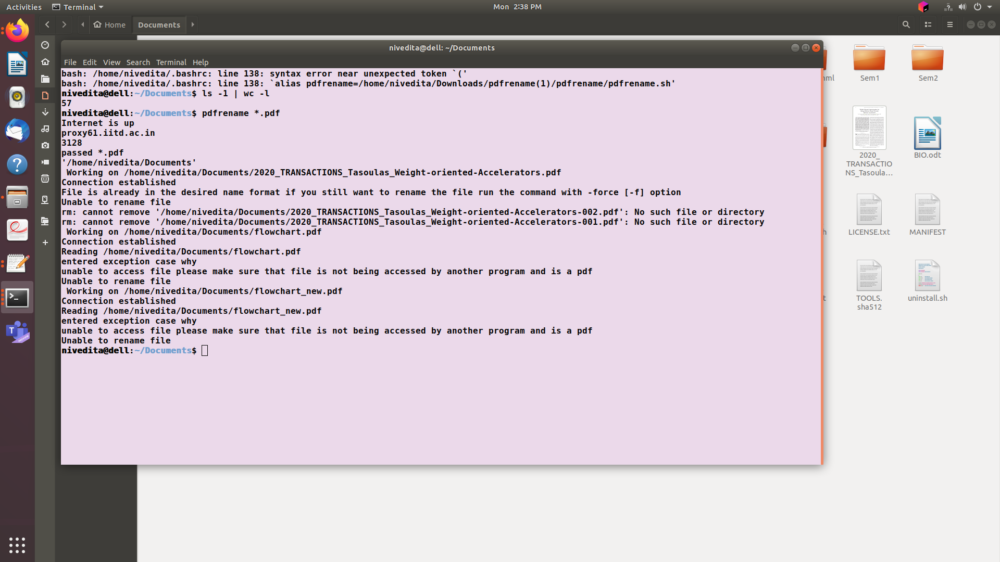 Activities
Terminal
Mon 2:38 PM
Home
Documents
nivedita@dell: ~/Documents
File Edit View Search Terminal Help
bash: /home/nivedita/.bashrc: line 138: syntax error near unexpected token `('
bash: /home/nivedita/.bashrc: line 138: `alias pdfrename=/home/nivedita/Downloads/pdfrename(1)/pdfrename/pdfrename.sh'
nivedita@dell:~/Documents$ ls -1 | wc -l
57
nivedita@dell:~/Documents$ pdfrename *.pdf
Internet is up
proxy61.iitd.ac.in
3128
passed *.pdf
'/home/nivedita/Documents'
Working on /home/nivedita/Documents/2020_TRANSACTIONS_Tasoulas_Weight-oriented-Accelerators.pdf
Connection established
File is already in the desired name format if you still want to rename the file run the command with -force [-f] option
Unable to rename file
rm: cannot remove '/home/nivedita/Documents/2020_TRANSACTIONS_Tasoulas_Weight-oriented-Accelerators-002.pdf': No such file or directory
rm: cannot remove '/home/nivedita/Documents/2020_TRANSACTIONS_Tasoulas_Weight-oriented-Accelerators-001.pdf': No such file or directory
Working on /home/nivedita/Documents/flowchart.pdf
Connection established
Reading /home/nivedita/Documents/flowchart.pdf
entered exception case why
unable to access file please make sure that file is not being accessed by another program and is a pdf
Unable to rename file
Working on /home/nivedita/Documents/flowchart_new.pdf
Connection established
Reading /home/nivedita/Documents/flowchart_new.pdf
entered exception case why
unable to access file please make sure that file is not being accessed by another program and is a pdf
Unable to rename file
nivedita@dell:~/Documents$
Sem1
Sem2
2020_
TRANSACTIO
NS_Tasoula...
BIO.odt
LICENSE.txt
MANIFEST
TOOLS.
sha512
uninstall.sh